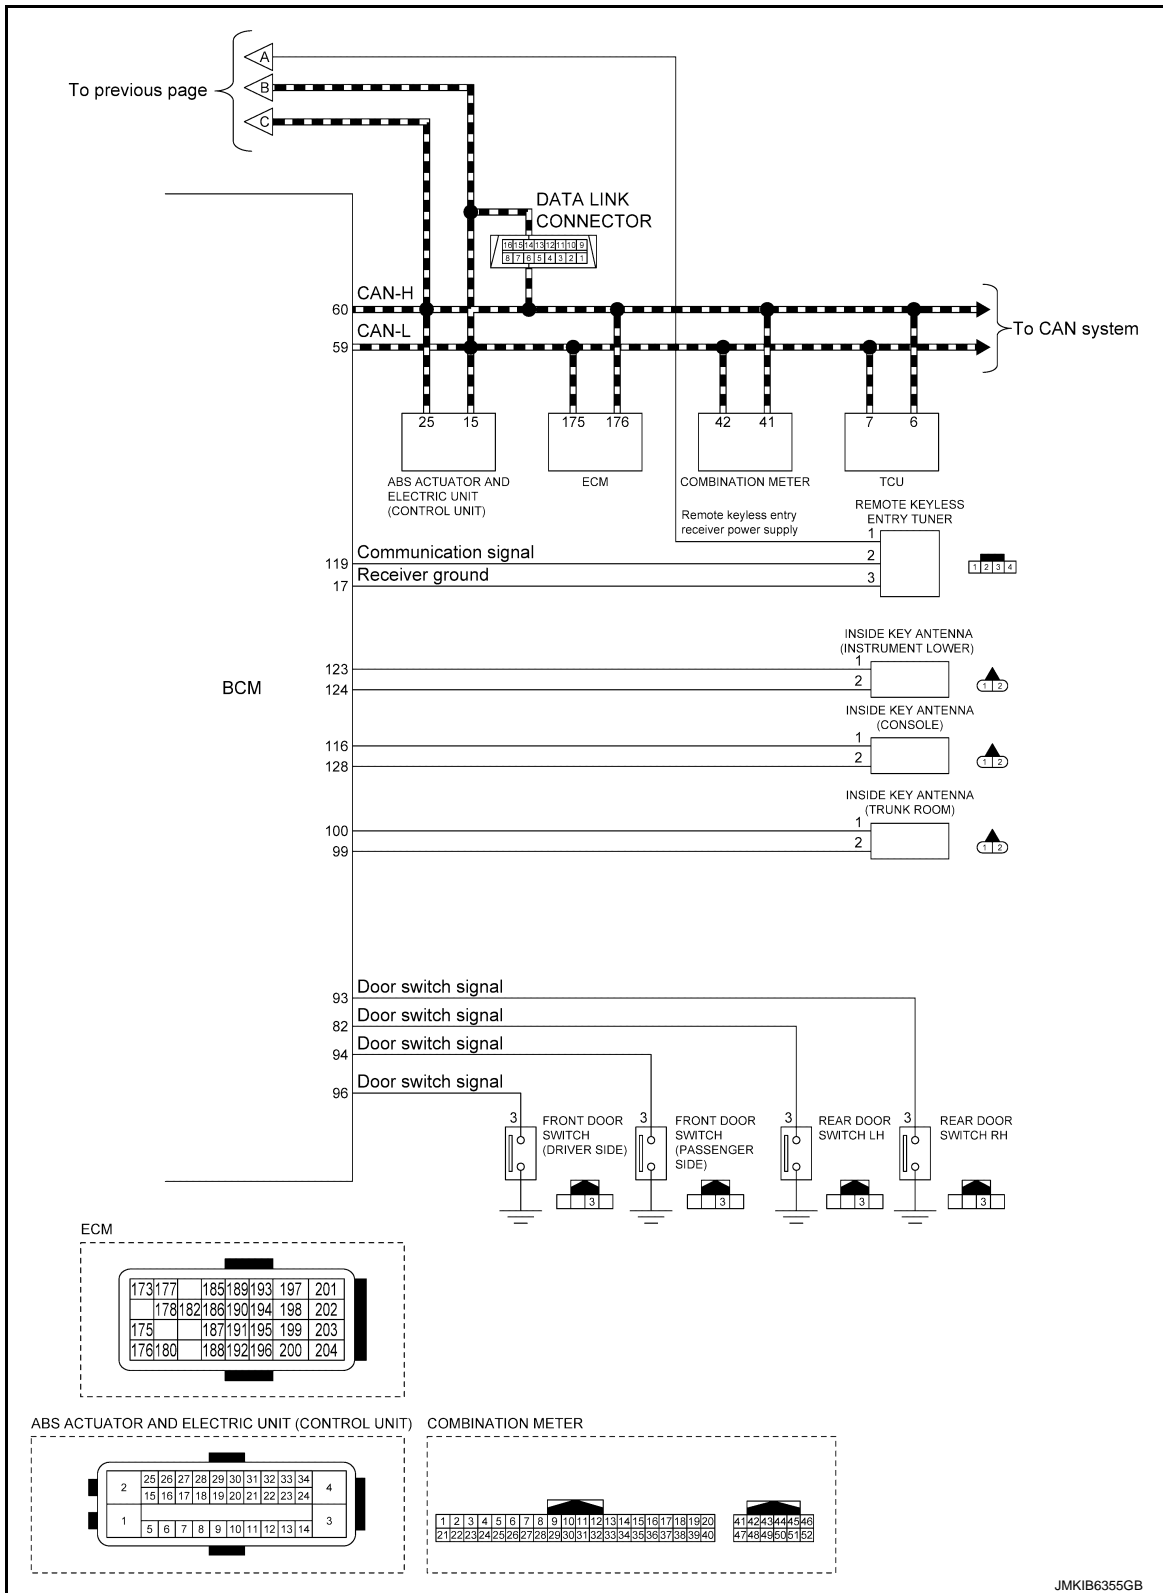 A
To previous page
B
C
DATA LINK
CONNECTOR
16 15 14 13 12 11 10 9
8 7 6 5 4 3 2 1
CAN-H
60
CAN-L
59
To CAN system
25 15 175 176 42 41 7 6
ABS ACTUATOR AND
ELECTRIC UNIT
(CONTROL UNIT)
ECM
COMBINATION METER
TCU
Remote keyless entry
receiver power supply
REMOTE KEYLESS
ENTRY TUNER
1
119 Communication signal 2
17 Receiver ground 3
1 2 3 4
BCM
INSIDE KEY ANTENNA
(INSTRUMENT LOWER)
123 1
124 2
1 2
INSIDE KEY ANTENNA
(CONSOLE)
116 1
128 2
1 2
INSIDE KEY ANTENNA
(TRUNK ROOM)
100 1
99 2
1 2
93 Door switch signal
82 Door switch signal
94 Door switch signal
96 Door switch signal
3
FRONT DOOR
SWITCH
(DRIVER SIDE)
3
3
FRONT DOOR
SWITCH
(PASSENGER
SIDE)
3
3
REAR DOOR
SWITCH LH
3
3
REAR DOOR
SWITCH RH
3
ECM
173 177 185 189 193 197 201
178 182 186 190 194 198 202
175 187 191 195 199 203
176 180 188 192 196 200 204
ABS ACTUATOR AND ELECTRIC UNIT (CONTROL UNIT)
2 25 26 27 28 29 30 31 32 33 34 4
15 16 17 18 19 20 21 22 23 24
1 5 6 7 8 9 10 11 12 13 14 3
COMBINATION METER
1 2 3 4 5 6 7 8 9 10 11 12 13 14 15 16 17 18 19 20
21 22 23 24 25 26 27 28 29 30 31 32 33 34 35 36 37 38 39 40
41 42 43 44 45 46
47 48 49 50 51 52
JMKIB6355GB